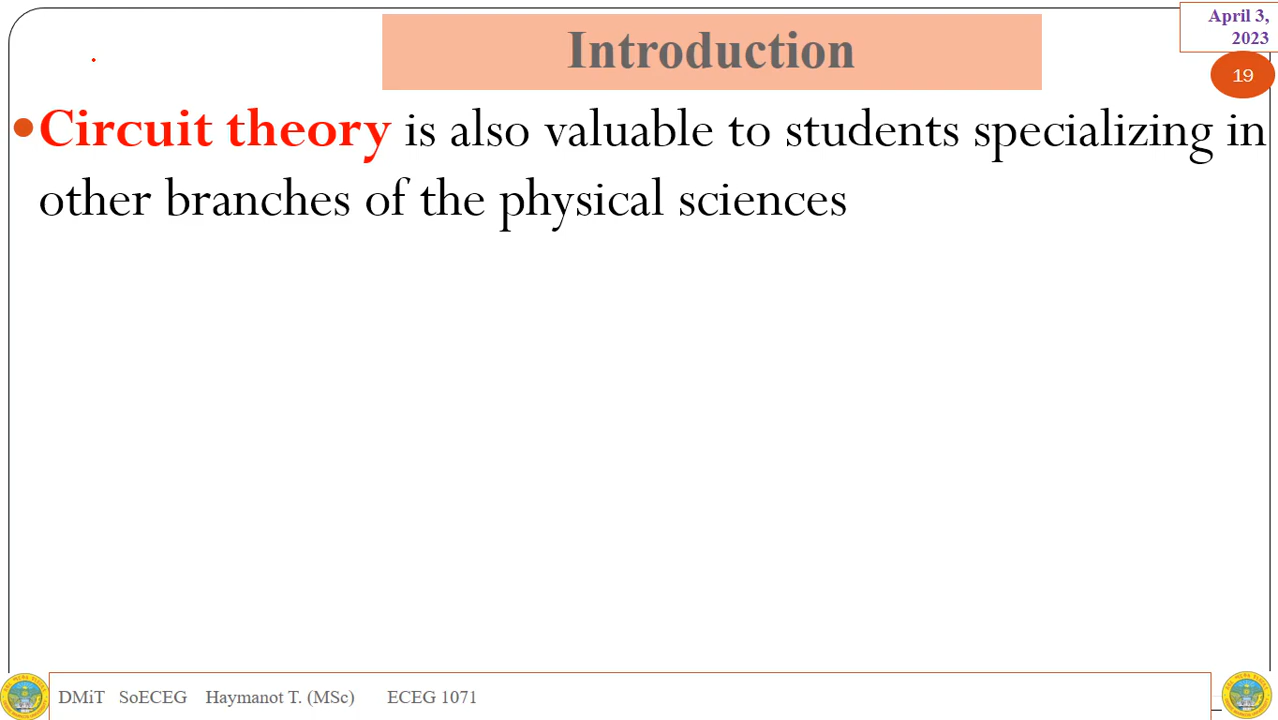 April 3,
2023
Introduction
19
Circuit theory is also valuable to students specializing in
other branches of the physical sciences
DMiT SoECEG Haymanot T. (MSc) ECEG 1071